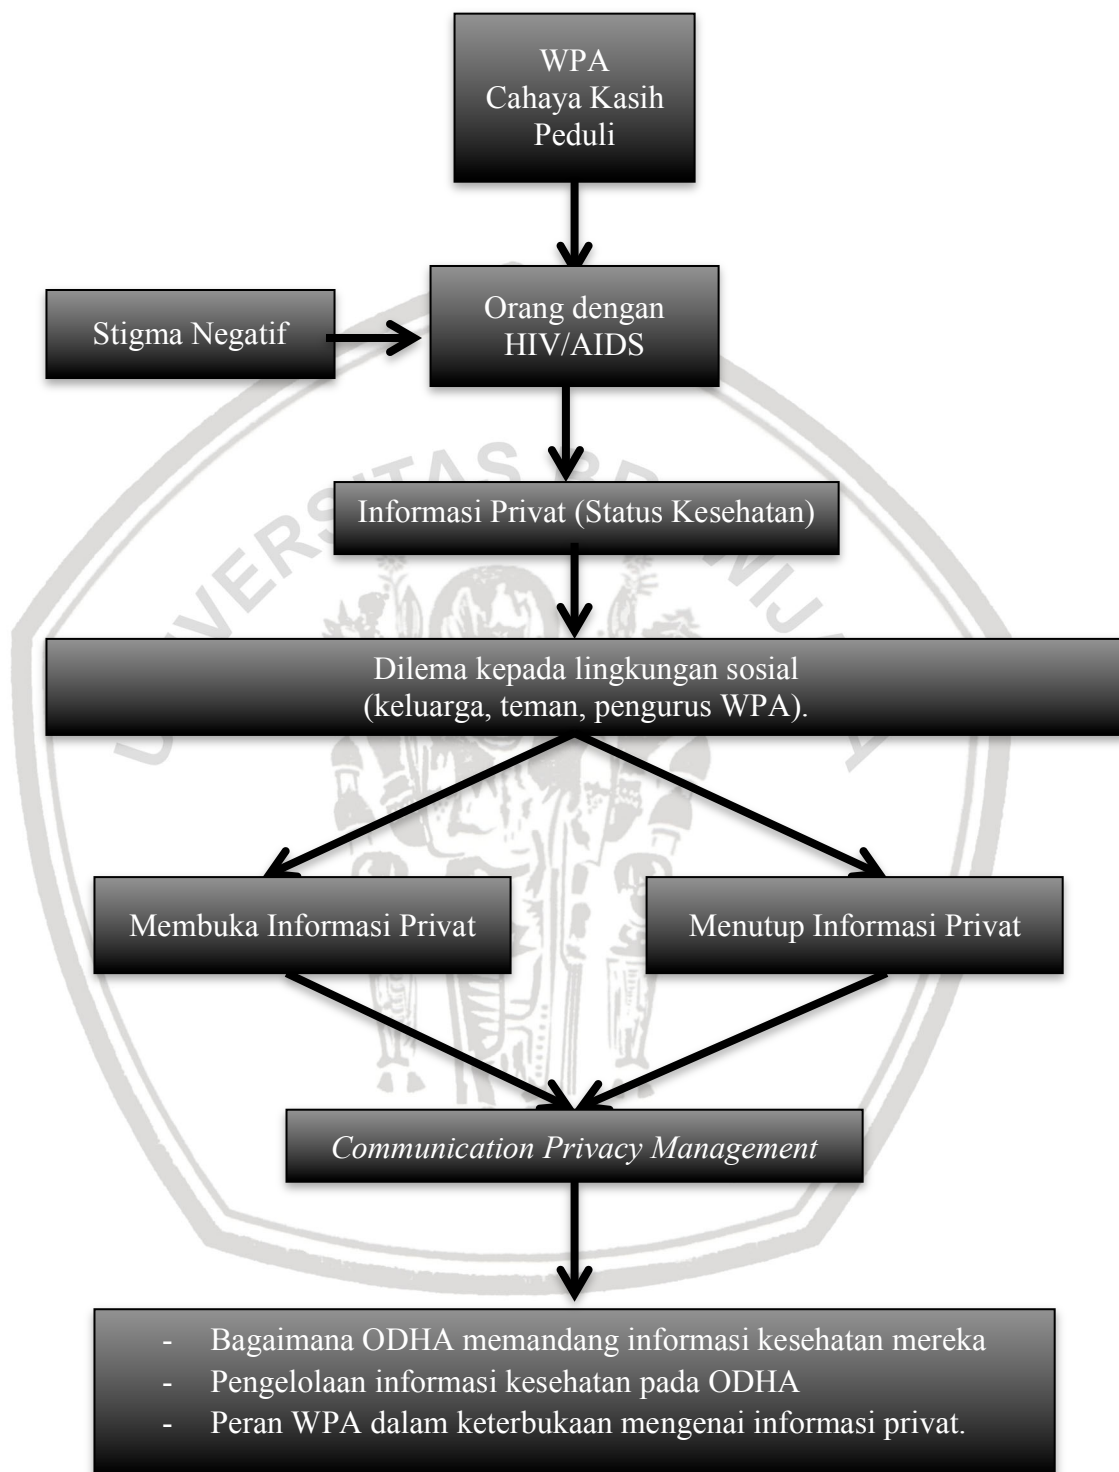 WPA
Cahaya Kasih
Peduli
Stigma Negatif
Orang dengan
HIV/AIDS
UNIVERSITAS BRAWIJAYA
Informasi Privat (Status Kesehatan)
Dilema kepada lingkungan sosial
(keluarga, teman, pengurus WPA).
Membuka Informasi Privat
Menutup Informasi Privat
Communication Privacy Management
- Bagaimana ODHA memandang informasi kesehatan mereka
- Pengelolaan informasi kesehatan pada ODHA
- Peran WPA dalam keterbukaan mengenai informasi privat.